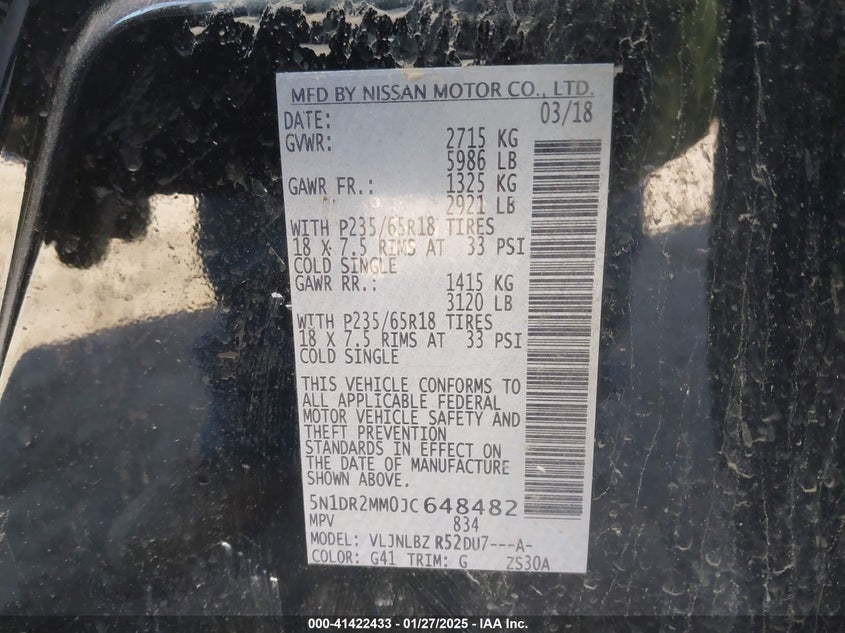 MFD BY NISSAN MOTOR CO., LTD.
DATE: 03/18
GVWR: 2715 KG
5986 LB
GAWR FR.: 1325 KG
2921 LB
WITH P235/65R18 TIRES
18 X 7.5 RIMS AT 33 PSI
COLD SINGLE
GAWR RR.: 1415 KG
3120 LB
WITH P235/65R18 TIRES
18 X 7.5 RIMS AT 33 PSI
COLD SINGLE
THIS VEHICLE CONFORMS TO
ALL APPLICABLE FEDERAL
MOTOR VEHICLE SAFETY AND
THEFT PREVENTION
STANDARDS IN EFFECT ON
THE DATE OF MANUFACTURE
SHOWN ABOVE.
5N1DR2MM0JC648482
MPV 834
MODEL: VLJNLBZ R52DU7---A-
COLOR: G41 TRIM: G ZS30A
000-41422433 - 01/27/2025 - IAA Inc.